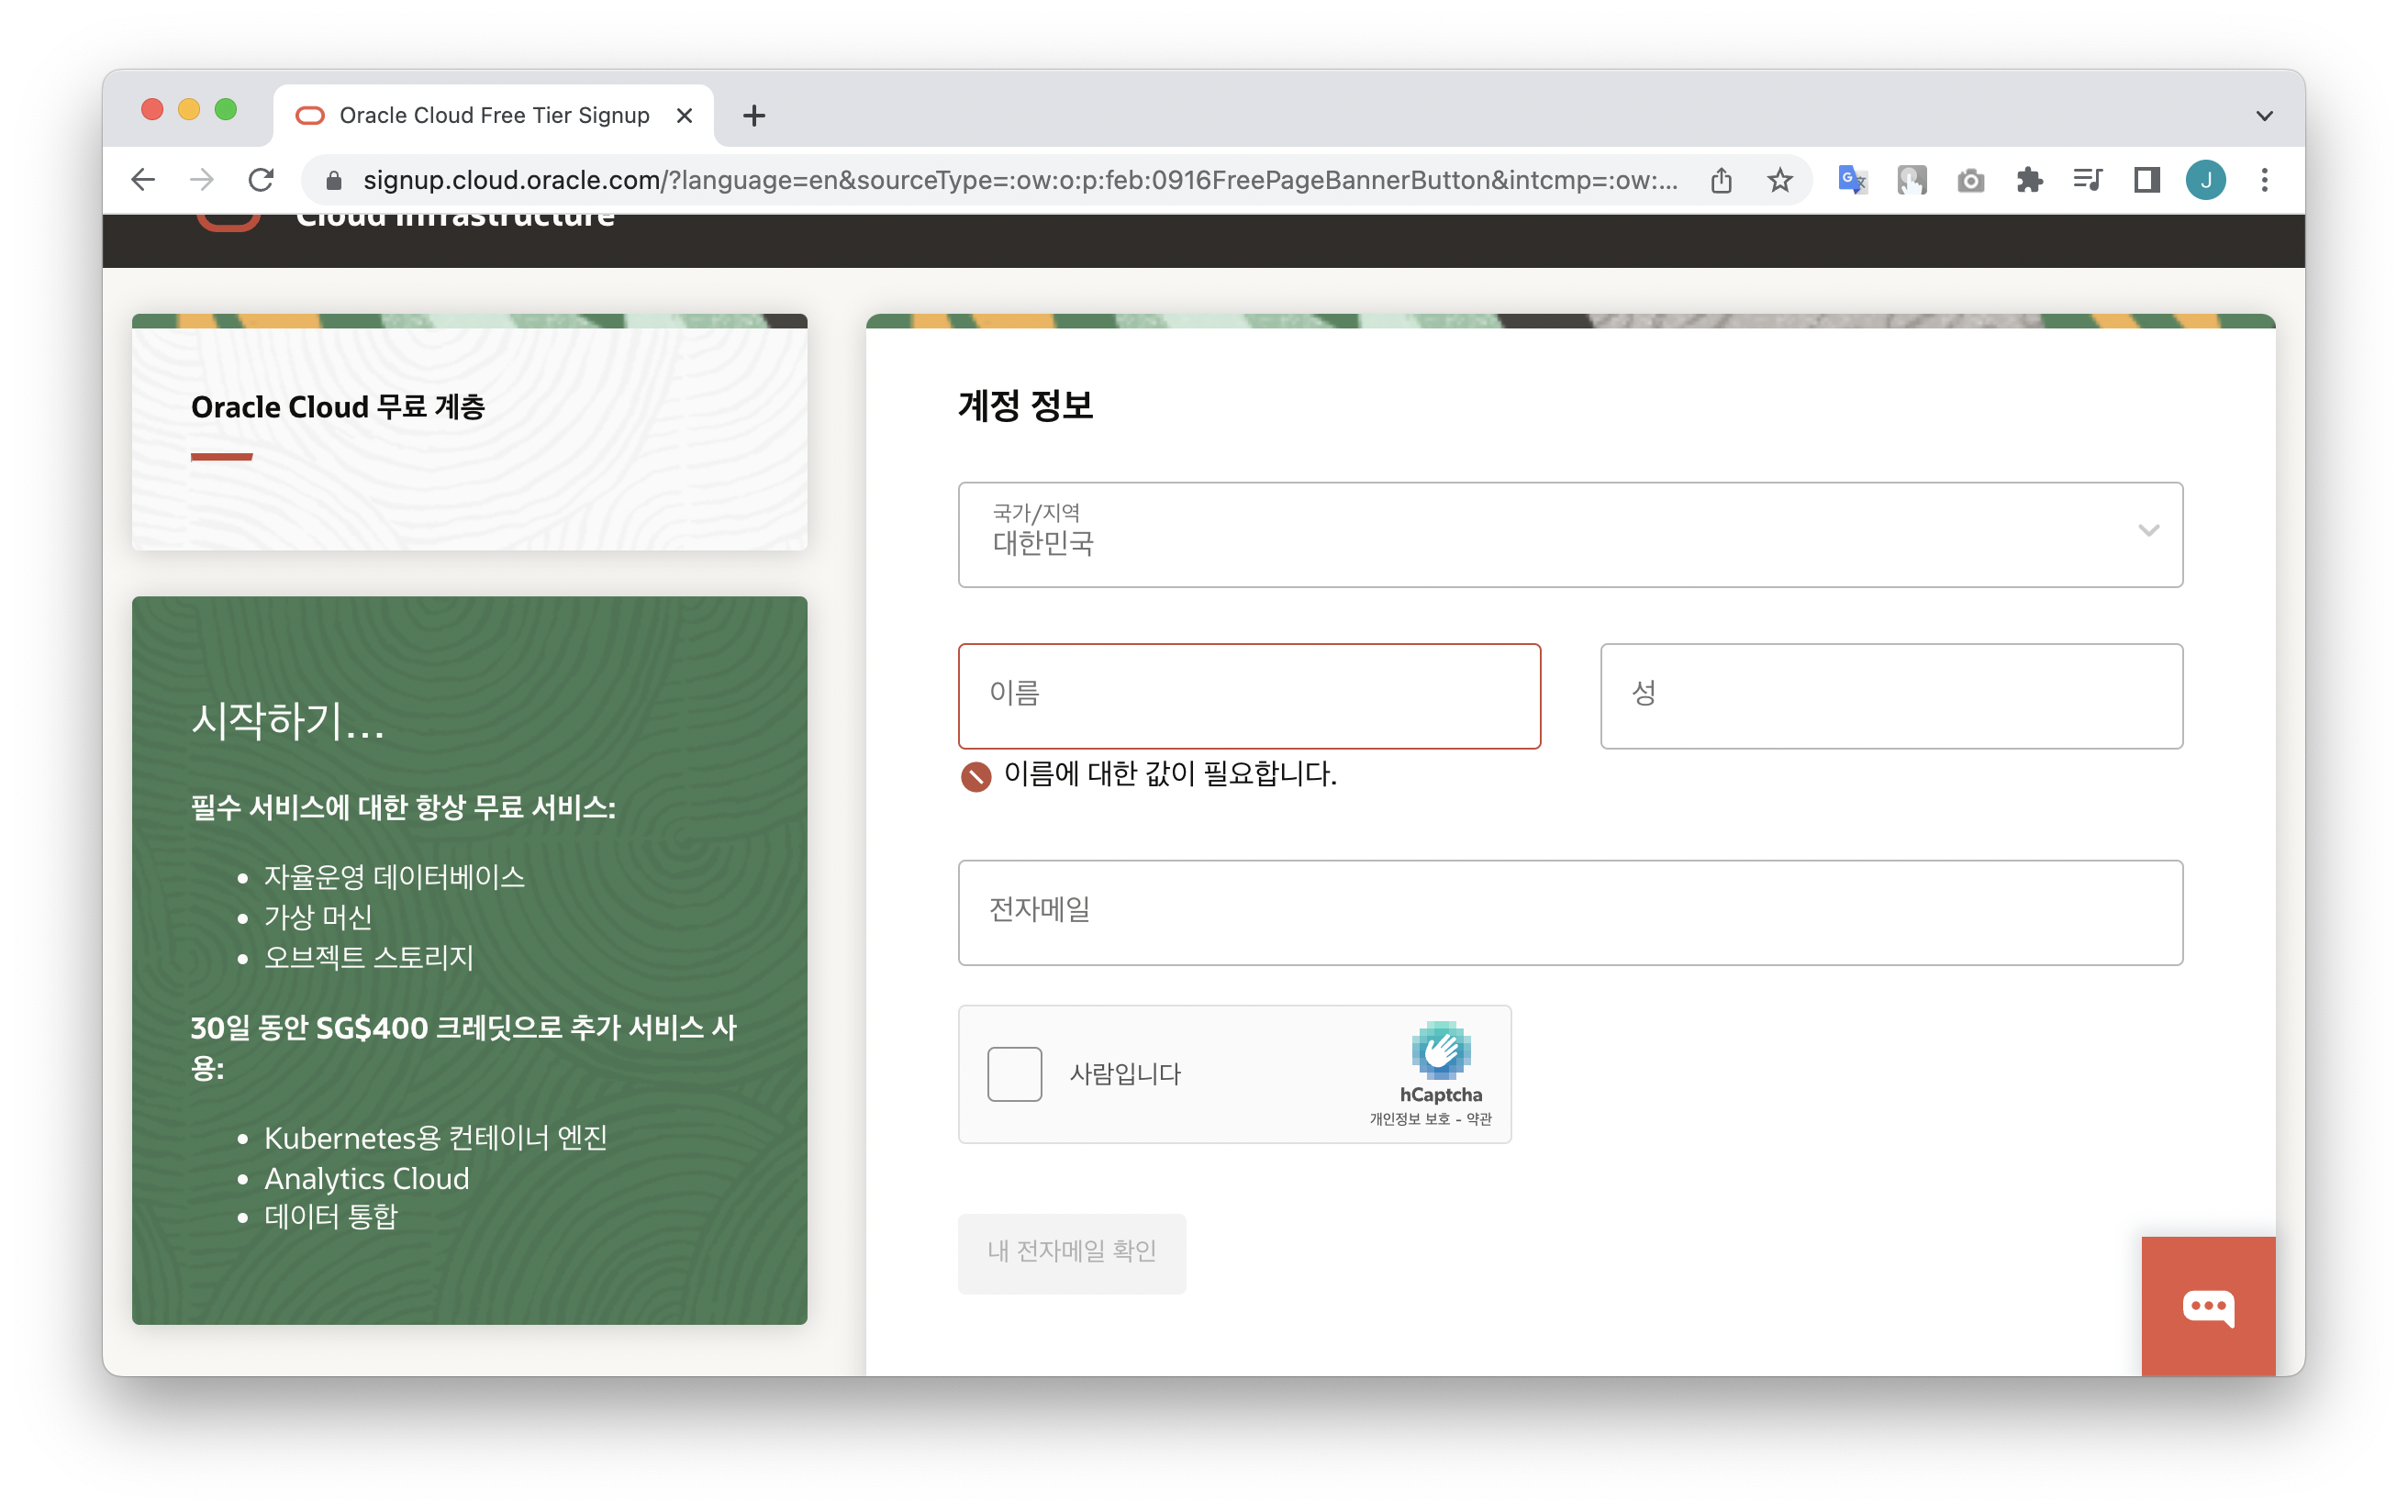 Oracle Cloud Free Tier Signup
signup.cloud.oracle.com/?language=en&sourceType=:ow:o:p:feb:0916FreePageBannerButton&intcmp=:ow:...
J
Cloud Infrastructure
Oracle Cloud 무료 계층
시작하기...
필수 서비스에 대한 항상 무료 서비스:
자율운영 데이터베이스
가상 머신
오브젝트 스토리지
30일 동안 SG$400 크레딧으로 추가 서비스 사
용:
Kubernetes용 컨테이너 엔진
Analytics Cloud
데이터 통합
계정 정보
국가/지역
대한민국
이름
성
이름에 대한 값이 필요합니다.
전자메일
사람입니다
hCaptcha
개인정보 보호 - 약관
내 전자메일 확인